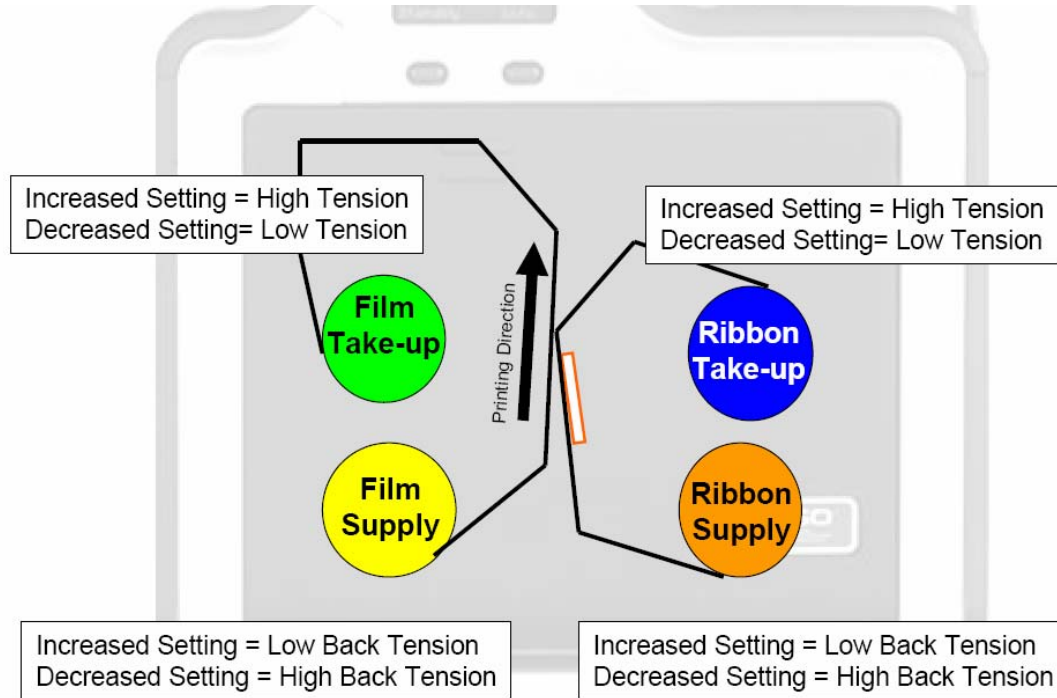 Increased Setting = High Tension
Decreased Setting= Low Tension
Increased Setting = High Tension
Decreased Setting= Low Tension
Film
Take-up
Printing Direction
Ribbon
Take-up
Film
Supply
Ribbon
Supply
Increased Setting = Low Back Tension
Decreased Setting = High Back Tension
Increased Setting = Low Back Tension
Decreased Setting = High Back Tension